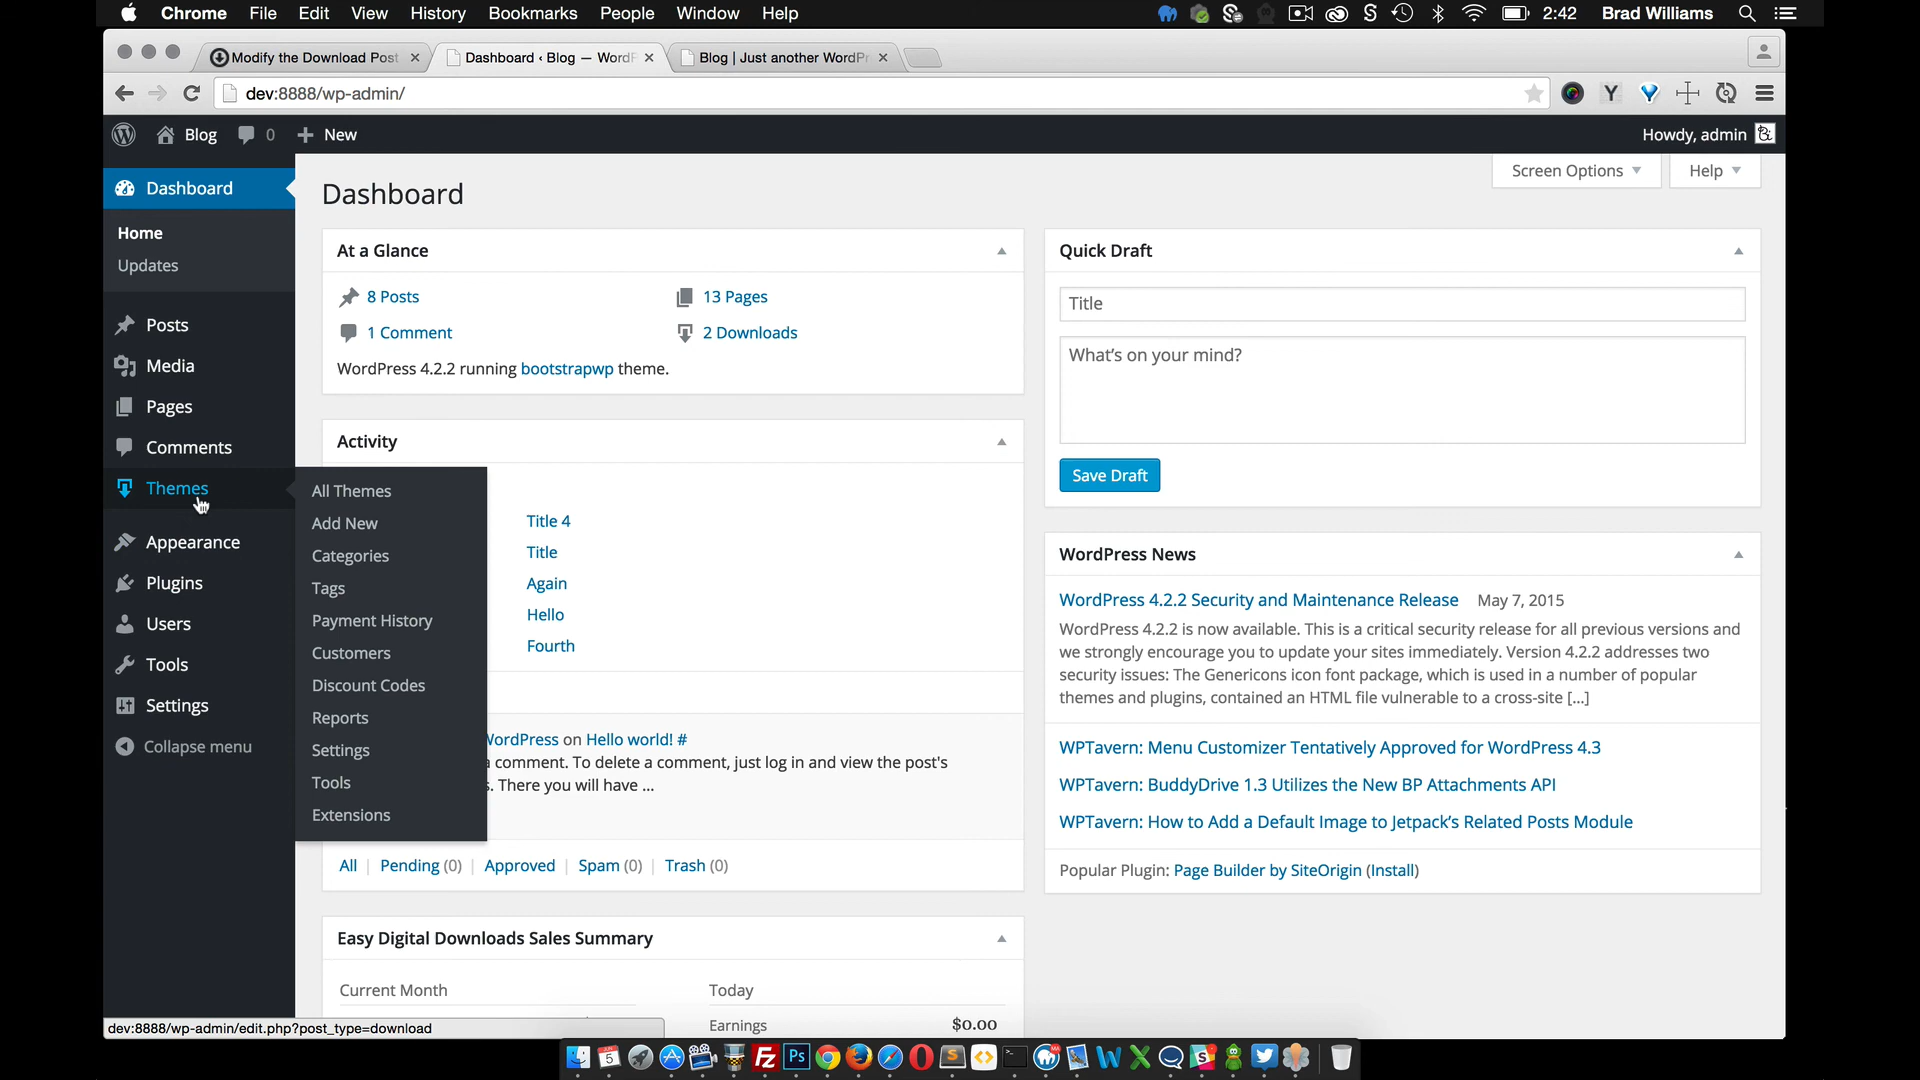 Chrome File Edit View History Bookmarks People Window Help 2:42 Brad Williams
Modify the Download Post Dashboard ‹ Blog — WordP Blog | Just another WordPr
dev:8888/wp-admin/
Blog 0 New Howdy, admin
Dashboard
Home
Updates
Posts
Media
Pages
Comments
Themes
Appearance
Plugins
Users
Tools
Settings
Collapse menu
All Themes
Add New
Categories
Tags
Payment History
Customers
Discount Codes
Reports
Settings
Tools
Extensions
Screen Options Help
Dashboard
At a Glance
8 Posts 13 Pages
1 Comment 2 Downloads
WordPress 4.2.2 running bootstrapwp theme.
Activity
Title 4
Title
Again
Hello
Fourth
WordPress on Hello world! #
a comment. To delete a comment, just log in and view the post's
s. There you will have ...
All | Pending (0) | Approved | Spam (0) | Trash (0)
Easy Digital Downloads Sales Summary
Current Month Today
Earnings $0.00
Quick Draft
Title
What's on your mind?
Save Draft
WordPress News
WordPress 4.2.2 Security and Maintenance Release May 7, 2015
WordPress 4.2.2 is now available. This is a critical security release for all previous versions and
we strongly encourage you to update your sites immediately. Version 4.2.2 addresses two
security issues: The Genericons icon font package, which is used in a number of popular
themes and plugins, contained an HTML file vulnerable to a cross-site [...]
WPTavern: Menu Customizer Tentatively Approved for WordPress 4.3
WPTavern: BuddyDrive 1.3 Utilizes the New BP Attachments API
WPTavern: How to Add a Default Image to Jetpack's Related Posts Module
Popular Plugin: Page Builder by SiteOrigin (Install)
dev:8888/wp-admin/edit.php?post_type=download